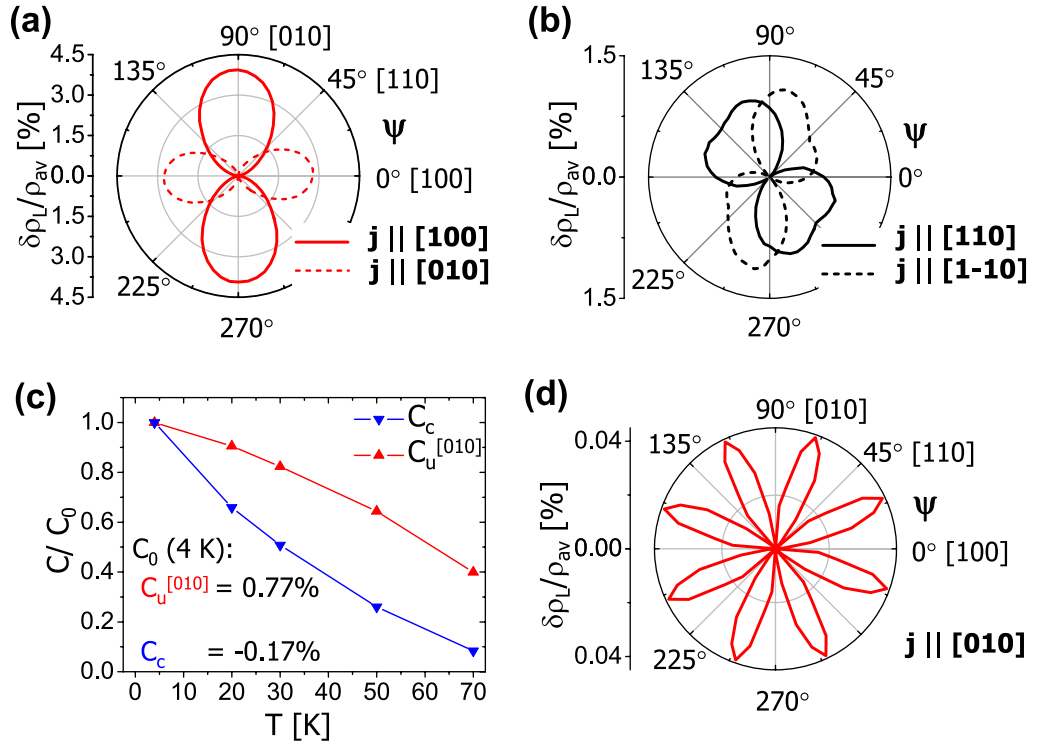 (a)
4.5
3.0
1.5
0.0
1.5
3.0
4.5
δρL/ρav [%]
90° [010]
135°
45° [110]
Ψ
0° [100]
225°
270°
j || [100]
j || [010]
(b)
1.5
0.0
1.5
δρL/ρav [%]
90°
135°
45°
Ψ
0°
225°
270°
j || [110]
j || [1-10]
(c)
1.0
0.8
0.6
0.4
0.2
0.0
C/ C0
Cc
Cu[010]
C0 (4 K):
Cu[010] = 0.77%
Cc = -0.17%
0 10 20 30 40 50 60 70
T [K]
(d)
0.04
0.00
0.04
δρL/ρav [%]
90° [010]
135°
45° [110]
Ψ
0° [100]
225°
270°
j || [010]